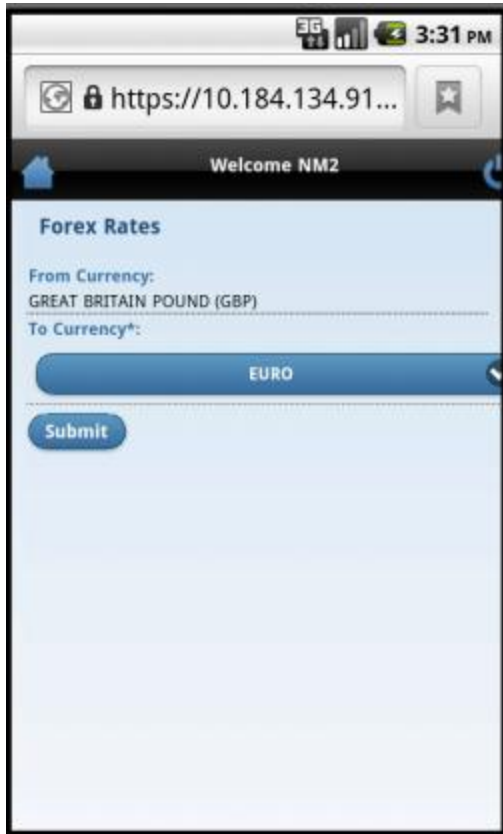 3G 3:31 PM
https://10.184.134.91...
Welcome NM2
Forex Rates
From Currency:
GREAT BRITAIN POUND (GBP)
To Currency*:
EURO
Submit